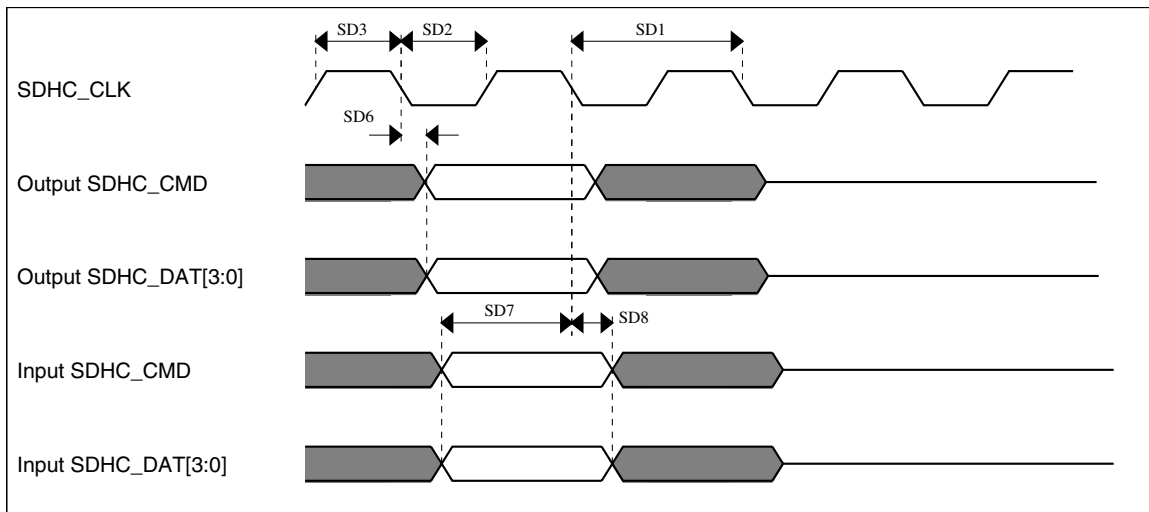 SD3 SD2 SD1
SDHC_CLK
SD6
Output SDHC_CMD
Output SDHC_DAT[3:0]
SD7 SD8
Input SDHC_CMD
Input SDHC_DAT[3:0]